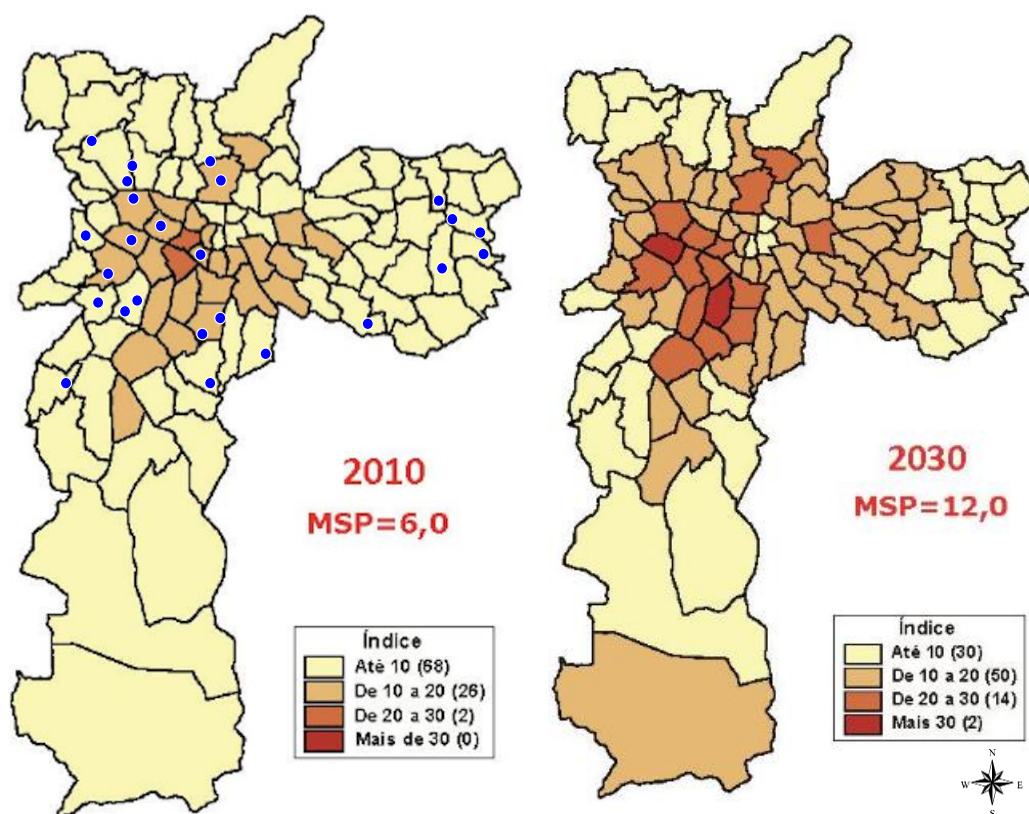 2010
MSP=6,0
Índice
Até 10 (68)
De 10 a 20 (26)
De 20 a 30 (2)
Mais de 30 (0)
2030
MSP=12,0
Índice
Até 10 (30)
De 10 a 20 (50)
De 20 a 30 (14)
Mais 30 (2)
N
W E
S